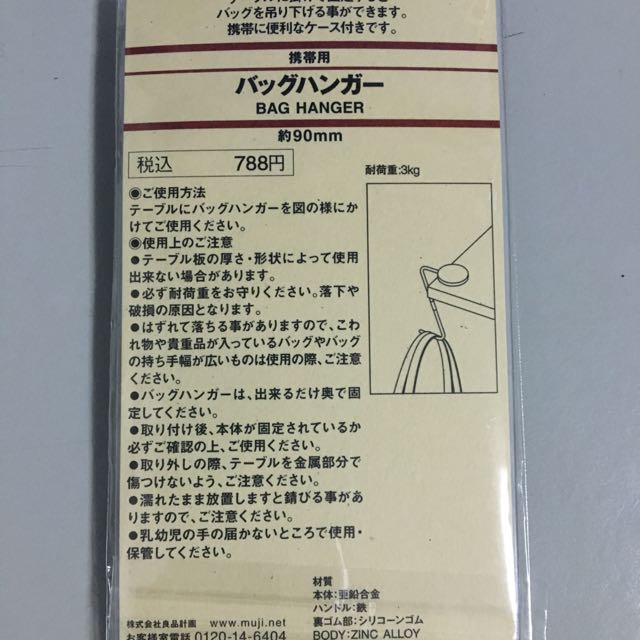 バッグを吊り下げる事ができます。
携帯に便利なケース付きです。
携帯用
バッグハンガー
BAG HANGER
約90mm
税込 788円
耐荷重:3kg
◉ご使用方法
テーブルにバッグハンガーを図の様にか
けてご使用ください。
◉使用上のご注意
●テーブル板の厚さ・形状によって使用
出来ない場合があります。
●必ず耐荷重をお守りください。落下や
破損の原因となります。
●はずれて落ちる事がありますので、こわ
れ物や貴重品が入っているバッグやバッグ
の持ち手幅が広いものは使用の際、ご注意
ください。
●バッグハンガーは、出来るだけ奥で固
定してください。
●取り付け後、本体が固定されているか
必ずご確認の上、ご使用ください。
●取り外しの際、テーブルを金属部分で
傷つけないよう、ご注意ください。
●濡れたまま放置しますと錆びる事があ
りますので、ご注意ください。
●乳幼児の手の届かないところで使用・
保管してください。
材質
本体:亜鉛合金
ハンドル:鉄
裏ゴム部:シリコーンゴム
BODY:ZINC ALLOY
株式会社良品計画 www.muji.net
お客様室電話 0120-14-6404